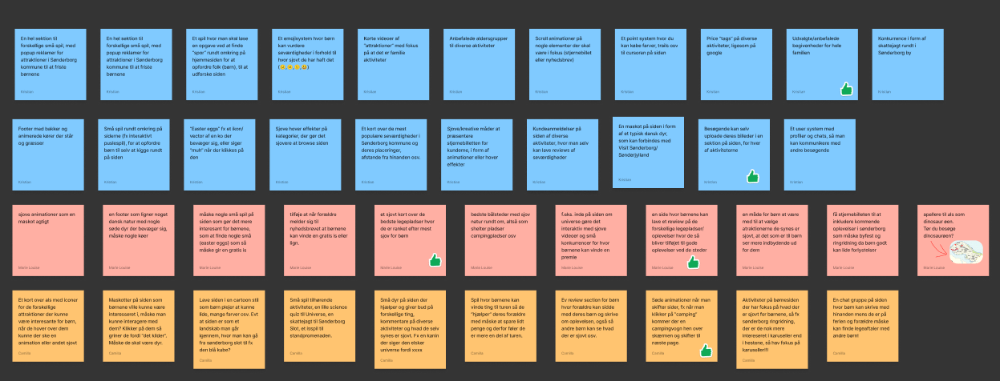 En hel sektion til
forskellige små spil, med
popup reklamer for
attraktioner i Sønderborg
kommune til at friste
børnene
Kristian
En hel sektion til
forskellige små spil, med
popup reklamer for
attraktioner i Sønderborg
kommune til at friste
børnene
Kristian
Et spil hvor man skal løse
en opgave ved at finde
"spor" rundt omkring på
hjemmesiden for at
opfordre folk (børn), til at
udforske siden
Kristian
Et emojisystem hvor børn
kan vurdere
seværdigheder i forhold til
hvor sjovt de har haft det
Kristian
Korte videoer af
"attraktioner" med fokus
på at det er familie
aktiviteter
Kristian
Anbefalede aldersgrupper
til diverse aktiviteter
Kristian
Scroll animationer på
nogle elementer der skal
være i fokus (stjernebillet
eller nyhedsbrev)
Kristian
Et point system hvor du
kan købe farver, trails osv
til cursoren på siden
Kristian
Price "tags" på diverse
aktiviteter, ligesom på
google
Kristian
Udvalgte/anbefalede
begivenheder for hele
familien
Kristian
Konkurrence i form af
skattejagt rundt i
Sønderborg by
Kristian
Footer med bakker og
animerede køer der står
og græsser
Kristian
Små spil rundt omkring på
siderne (fx interaktivt
puslespil), for at opfordre
børn til selv at kigge rundt
på siden
Kristian
"Easter eggs" fx et ikon/
vector af en ko der
bevæger sig, eller siger
"muh" når der klikkes på
den
Kristian
Sjove hover effekter på
kategorier, der gør det
sjovere at browse siden
Kristian
Et kort over de mest
populære seværdigheder i
Sønderborg kommune og
deres placeringer,
afstande fra hinanden osv.
Kristian
Sjove/kreative måder at
præsentere
stjernebilletten for
kunderne, i form af
animationer eller hover
effekter
Kristian
Kundeanmeldelser på
siden af diverse
aktiviteter, hvor man selv
kan lave reviews af
seværdigheder
Kristian
En maskot på siden i form
af et typisk dansk dyr,
som kan forbindes med
Visit Sønderborg/
Sønderjylland
Kristian
Besøgende kan selv
uploade deres billeder i en
sektion på siden, for hver
af aktiviteterne
Kristian
Et user system med
profiler og chats, så man
kan kommunikere med
andre besøgende
Kristian
sjove animationer som en
maskot agtigt
Marie Louise
en footer som ligner noget
dansk natur med nogle
søde dyr der bevæger sig,
måske nogle køer
Marie Louise
måske nogle små spil på
siden som gør det mere
interessant for børnene,
som at finde nogle små
(easter eggs) som så
måske gir en gratis is
Marie Louise
tilføje at når forældre
melder sig til
nyhedsbrevet at børnene
kan vinde en gratis is eller
lign.
Marie Louise
et sjovt kort over de
bedste legepladser hvor
de er ranket efter mest
sjov for børn
Marie Louise
bedste bålsteder med sjov
natur rundt om, altså som
shelter pladser
campingpladser osv
Marie Louise
f.eks. inde på siden om
universe gøre det
interaktiv med sjove
videoer og små
konkurrencer for hvor
børnene kan vinde en
premie
Marie Louise
en side hvor børnene kan
lave et rewiew på de
forskellige legepladser/
oplevelser hvor de så
bliver tilføjet til gode
oplevelser ved de steder
Marie Louise
en måde for børn at være
med til at vælge
attraktionerne de synes er
sjovt, at det som er til børn
ser mere indbydende ud
for dem
Marie Louise
få stjernebilletten til at
inkludere kommende
oplevelser i sønderborg
som måske byfest og
ringridning da børn godt
kan lide forlystelser
Marie Louise
apellere til als som
dinosaur øen.
Tør du besøge
dinosaurøen?
Marie Louise
Et kort over als med iconer
for de forskellige
attraktioner der kunne
være interessante for børn,
når de hover over dem
kunne der ske en
animation eller andet sjovt
Camilla
Maskotter på siden som
børnene ville kunne være
interesseret i, måske man
kunne interagere med
dem? Klikker på dem så
griner de fordi "det kilder".
Måske de skal være dyr.
Camilla
Lave siden i en cartoon stil
som børn plejer at kunne
lide, mange farver osv. Evt
at siden er som et
landskab man går
igennem, hvor man kan gå
fra sønderborg slot til fx
den blå kube?
Camilla
Små spil tilhørende
aktiviteter, en lille science
quiz til Universe, en
skattejagt til Sønderborg
Slot, et isspil til
standpromenaden.
Camilla
Små dyr på siden der
hjælper og giver bud på
forskellige ting,
kommentare på diverse
aktiviteter og hvad de selv
synes er sjovt. Fx en kanin
der siger den elsker
universe fordi xxxx
Camilla
Spil hvor børnene kan
vinde ting til turen så de
"hjælper" deres forældre
med måske at spare lidt
penge og derfor føler de
er mere en del af turen.
Camilla
Ev review section for børn
hvor forældre kan sidde
med deres børn og skrive
om oplevelsen, også så
andre børn kan se hvad
der er sjovt osv.
Camilla
Søde animationer når man
skifter sider, fx når man
klikker på "camping"
kommer der en
campingvogn hen over
skærmen og skifter til
næste page.
Camilla
Aktiviteter på børnesiden
der har fokus på hvad der
er sjovt for børnene, så fx
sønderborg ringridning,
der er de nok mere
interesseret i karuseller end
i hestene, så hav fokus på
karuseller!!!
Camilla
En chat gruppe på siden
hvor børn kan skrive med
hinanden mens de er på
ferien og forældre måske
kan finde legeaftaler med
andre børn!
Camilla